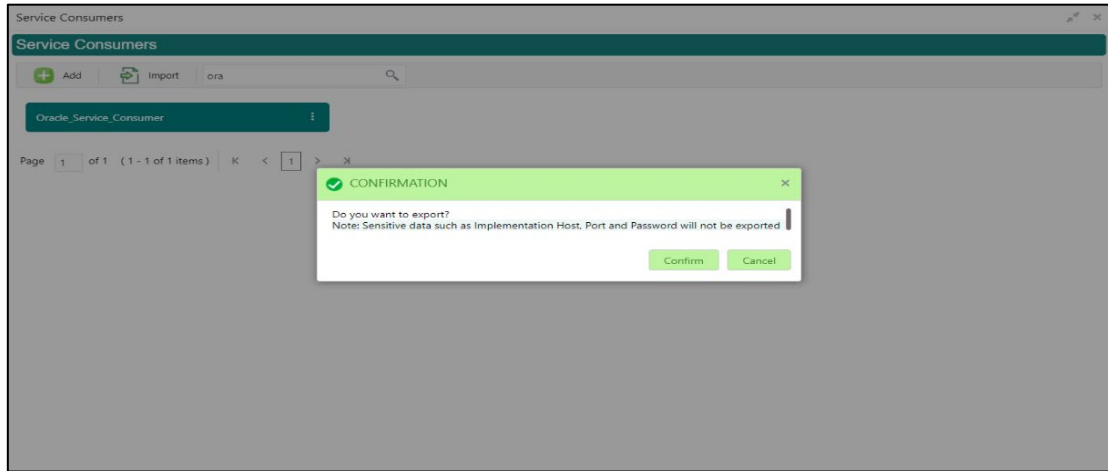 Service Consumers
Service Consumers
Add Import ora
Oracle_Service_Consumer
Page 1 of 1 (1 - 1 of 1 items) K < 1 > >|
CONFIRMATION
Do you want to export?
Note: Sensitive data such as Implementation Host, Port and Password will not be exported
Confirm Cancel